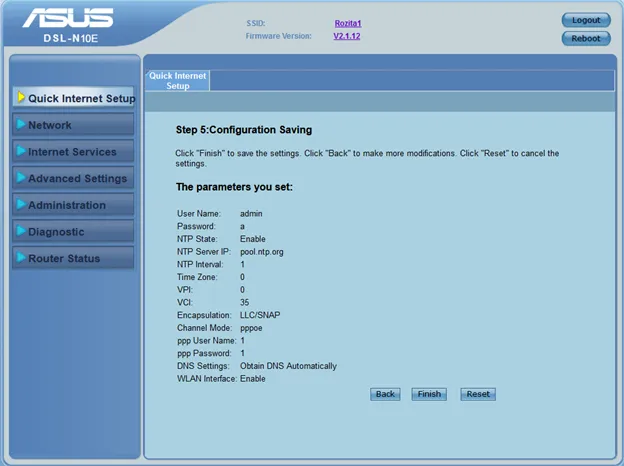 ASUS
DSL-N10E
SSID: Rozita1
Firmware Version: V2.1.12
Logout
Reboot
Quick Internet Setup
Network
Internet Services
Advanced Settings
Administration
Diagnostic
Router Status
Quick Internet
Setup
Step 5:Configuration Saving
Click "Finish" to save the settings. Click "Back" to make more modifications. Click "Reset" to cancel the
settings.
The parameters you set:
User Name: admin
Password: a
NTP State: Enable
NTP Server IP: pool.ntp.org
NTP Interval: 1
Time Zone: 0
VPI: 0
VCI: 35
Encapsulation: LLC/SNAP
Channel Mode: pppoe
ppp User Name: 1
ppp Password: 1
DNS Settings: Obtain DNS Automatically
WLAN Interface: Enable
Back Finish Reset